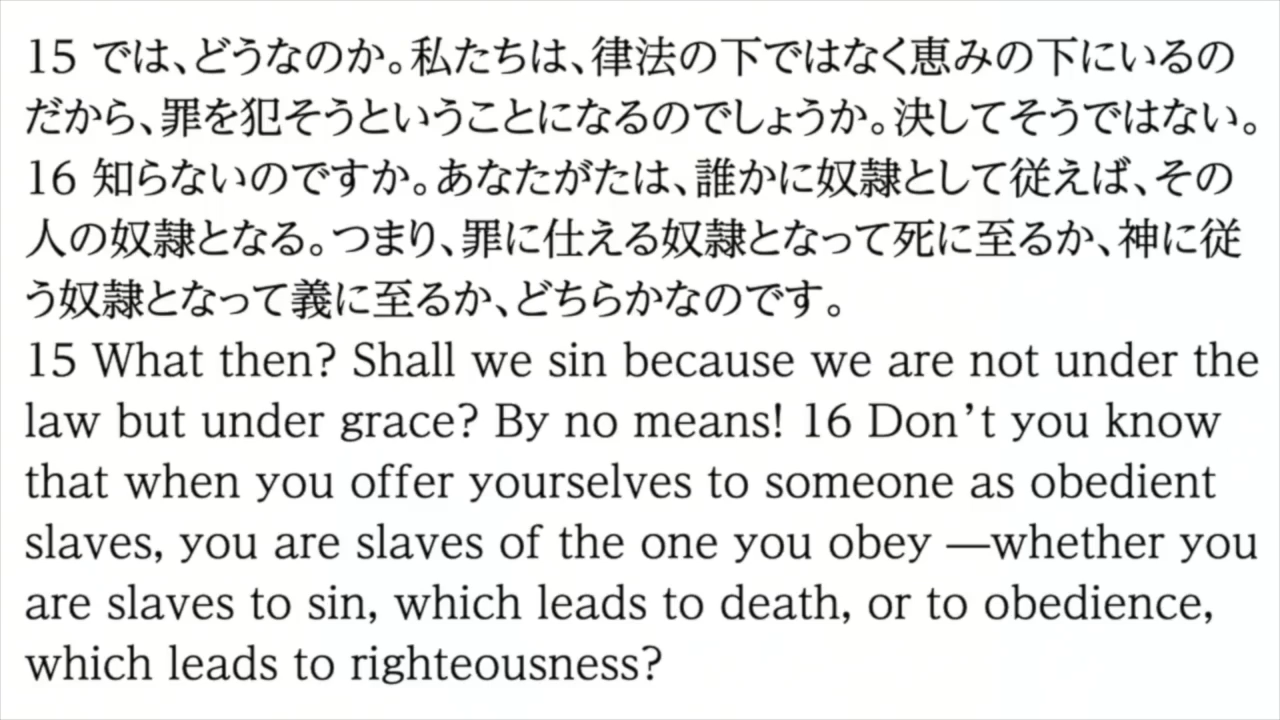 15 では、どうなのか。私たちは、律法の下ではなく恵みの下にいるの
だから、罪を犯そうということになるのでしょうか。決してそうではない。
16 知らないのですか。あなたがたは、誰かに奴隷として従えば、その
人の奴隷となる。つまり、罪に仕える奴隷となって死に至るか、神に従
う奴隷となって義に至るか、どちらかなのです。
15 What then? Shall we sin because we are not under the
law but under grace? By no means! 16 Don’t you know
that when you offer yourselves to someone as obedient
slaves, you are slaves of the one you obey —whether you
are slaves to sin, which leads to death, or to obedience,
which leads to righteousness?